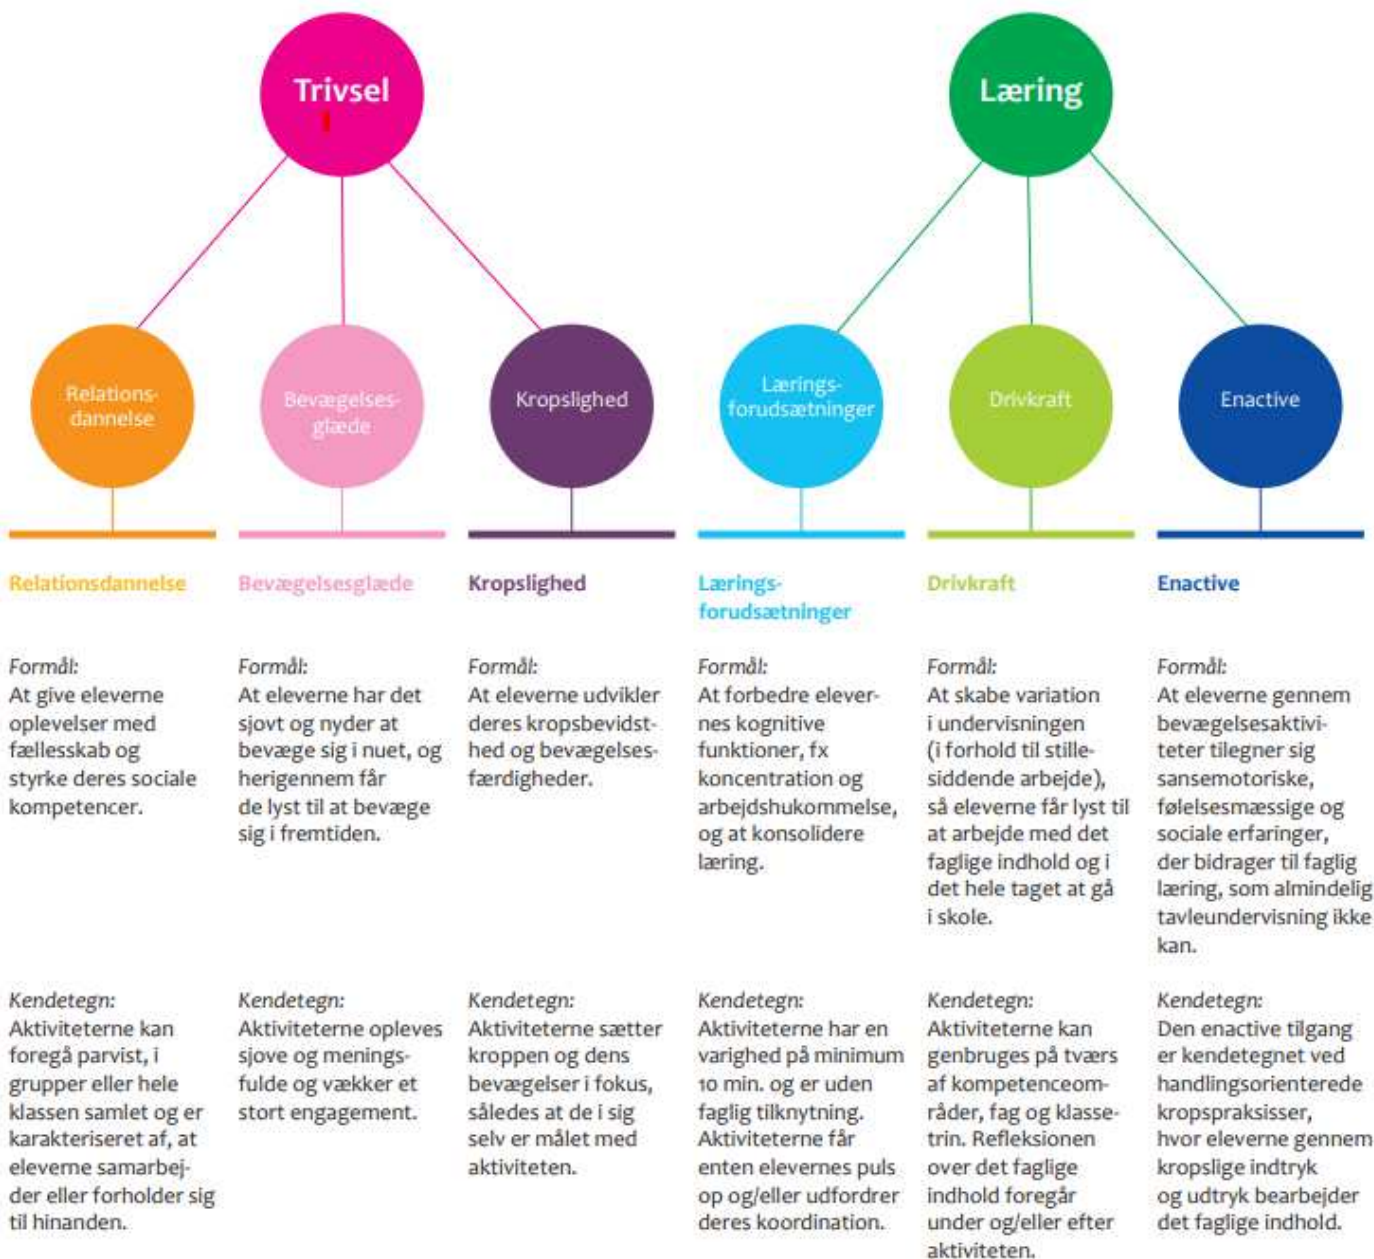 Trivsel
Læring
Relations-
dannelse
Bevægelses-
glæde
Kropslighed
Lærings-
forudsætninger
Drivkraft
Enactive
Relationsdannelse
Formål:
At give eleverne
oplevelser med
fællesskab og
styrke deres sociale
kompetencer.
Kendetegn:
Aktiviteterne kan
foregå parvist, i
grupper eller hele
klassen samlet og er
karakteriseret af, at
eleverne samarbej-
der eller forholder sig
til hinanden.
Bevægelsesglæde
Formål:
At eleverne har det
sjovt og nyder at
bevæge sig i nuet, og
herigennem får
de lyst til at bevæge
sig i fremtiden.
Kendetegn:
Aktiviteterne opleves
sjove og menings-
fulde og vækker et
stort engagement.
Kropslighed
Formål:
At eleverne udvikler
deres kropsbevidst-
hed og bevægelses-
færdigheder.
Kendetegn:
Aktiviteterne sætter
kroppen og dens
bevægelser i fokus,
således at de i sig
selv er målet med
aktiviteten.
Lærings-
forudsætninger
Formål:
At forbedre elever-
nes kognitive
funktioner, fx
koncentration og
arbejdshukommelse,
og at konsolidere
læring.
Kendetegn:
Aktiviteterne har en
varighed på minimum
10 min. og er uden
faglig tilknytning.
Aktiviteterne får
enten elevernes puls
op og/eller udfordrer
deres koordination.
Drivkraft
Formål:
At skabe variation
i undervisningen
(i forhold til stille-
siddende arbejde),
så eleverne får lyst til
at arbejde med det
faglige indhold og i
det hele taget at gå
i skole.
Kendetegn:
Aktiviteterne kan
genbruges på tværs
af kompetenceom-
råder, fag og klasse-
trin. Refleksionen
over det faglige
indhold foregår
under og/eller efter
aktiviteten.
Enactive
Formål:
At eleverne gennem
bevægelsesaktivi-
teter tilegner sig
sansemotoriske,
følelsesmæssige og
sociale erfaringer,
der bidrager til faglig
læring, som almindelig
tavleundervisning ikke
kan.
Kendetegn:
Den enactive tilgang
er kendetegnet ved
handlingsorienterede
kropspraksisser,
hvor eleverne gennem
kropslige indtryk
og udtryk bearbejder
det faglige indhold.